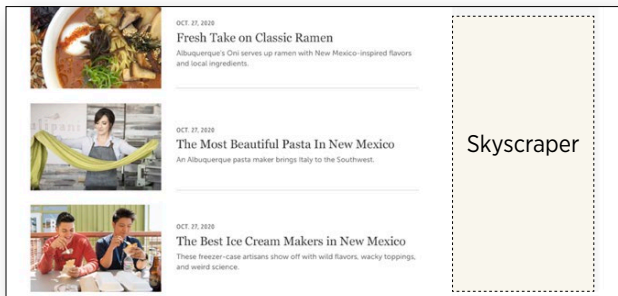 OCT. 27, 2020
Fresh Take on Classic Ramen
Albuquerque's Oni serves up ramen with New Mexico-inspired flavors
and local ingredients.
OCT. 27, 2020
The Most Beautiful Pasta In New Mexico
An Albuquerque pasta maker brings Italy to the Southwest.
OCT. 27, 2020
The Best Ice Cream Makers in New Mexico
These freezer-case artisans show off with wild flavors, wacky toppings,
and weird science.
Skyscraper